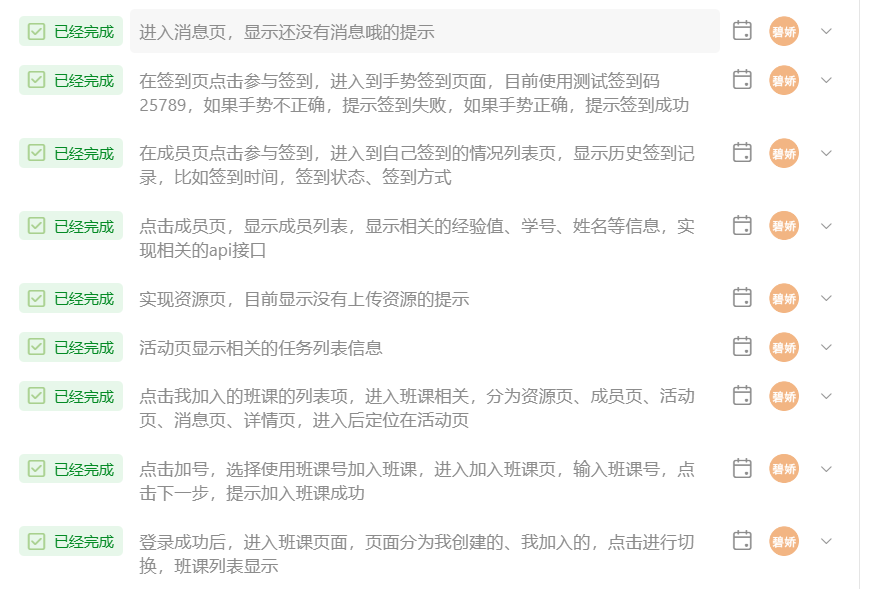 已经完成 进入消息页，显示还没有消息哦的提示 碧娇
已经完成 在签到页点击参与签到，进入到手势签到页面，目前使用测试签到码 碧娇
25789，如果手势不正确，提示签到失败，如果手势正确，提示签到成功
已经完成 在成员页点击参与签到，进入到自己签到的情况列表页，显示历史签到记 碧娇
录，比如签到时间，签到状态、签到方式
已经完成 点击成员页，显示成员列表，显示相关的经验值、学号、姓名等信息，实 碧娇
现相关的api接口
已经完成 实现资源页，目前显示没有上传资源的提示 碧娇
已经完成 活动页显示相关的任务列表信息 碧娇
已经完成 点击我加入的班课的列表项，进入班课相关，分为资源页、成员页、活动 碧娇
页、消息页、详情页，进入后定位在活动页
已经完成 点击加号，选择使用班课号加入班课，进入加入班课页，输入班课号，点 碧娇
击下一步，提示加入班课成功
已经完成 登录成功后，进入班课页面，页面分为我创建的、我加入的，点击进行切 碧娇
换，班课列表显示